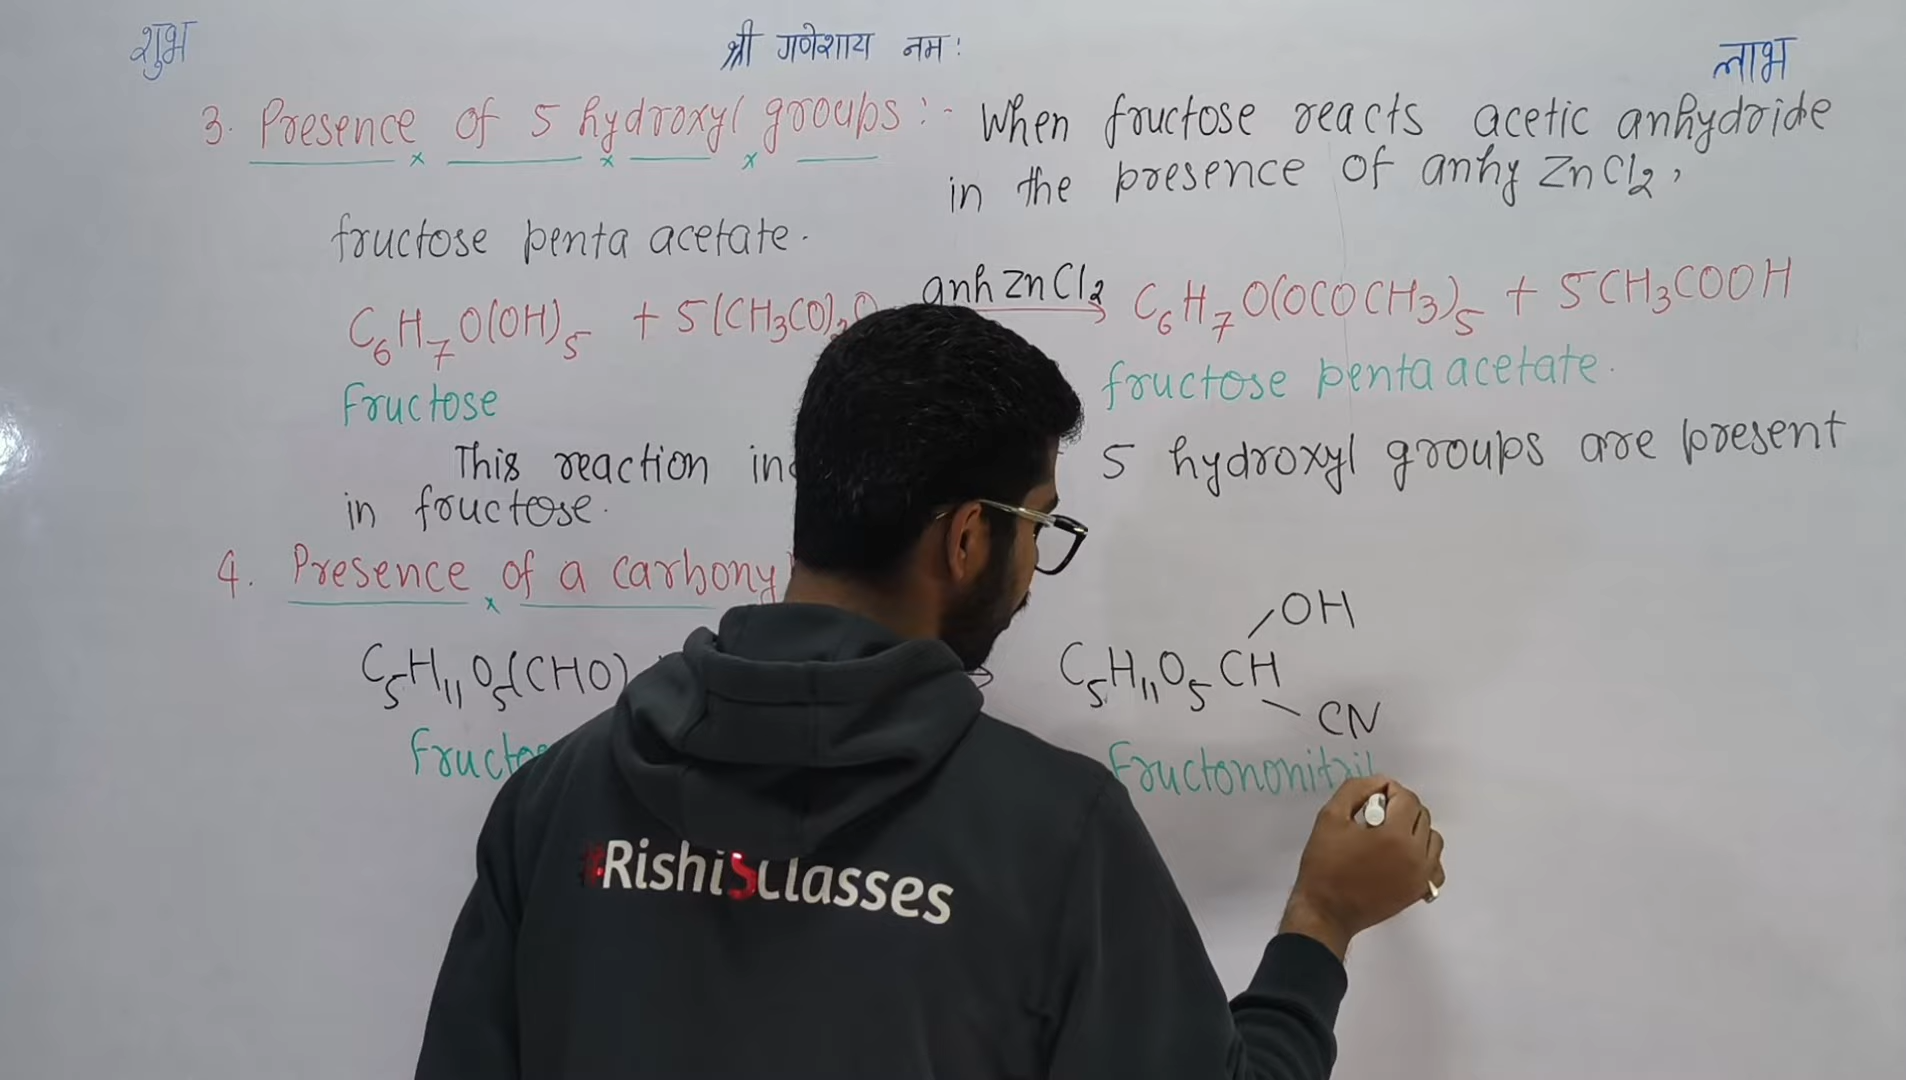 शुभ श्री गणेशाय नमः लाभ
3. Presence of 5 hydroxyl groups :- When fructose reacts acetic anhydride
in the presence of anhy ZnCl2,
fructose penta acetate.
anh ZnCl2
C6H7O(OH)5 + 5(CH3CO)2O → C6H7O(OCOCH3)5 + 5CH3COOH
Fructose fructose penta acetate.
This reaction 5 hydroxyl groups are present
in fructose.
4. Presence of a carbony
OH
C5H11O5(CHO) → C5H11O5CH
CN
Fructononitril
#RishiSClasses